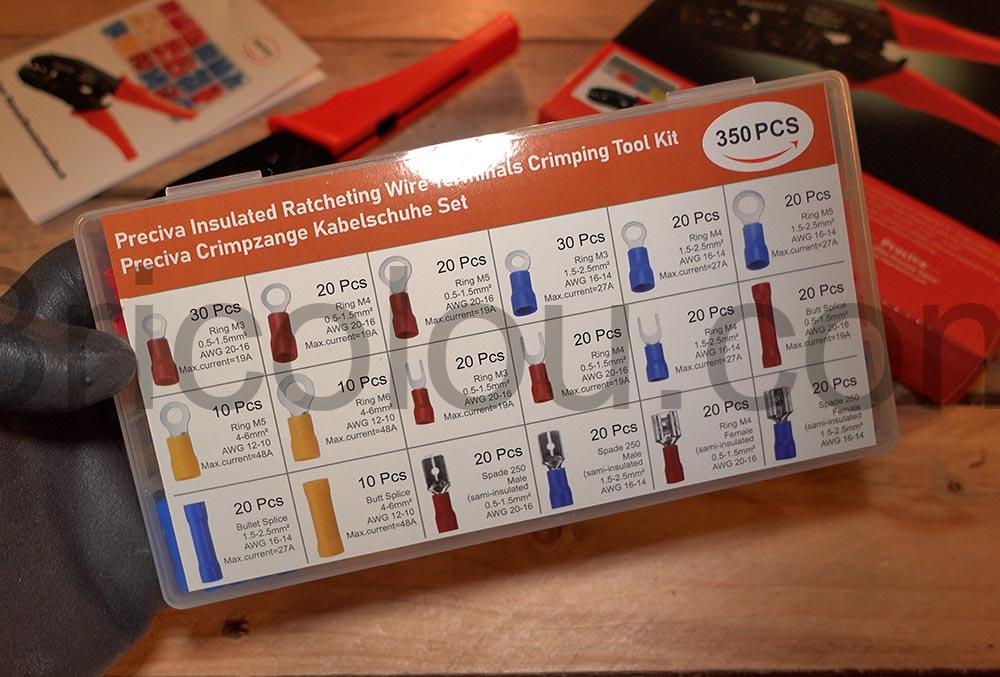 Preciva Insulated Ratcheting Wire Terminals Crimping Tool Kit
Preciva Crimpzange Kabelschuhe Set
350 PCS
30 Pcs
Ring M3
0.5-1.5mm²
AWG 20-16
Max.current=19A
20 Pcs
Ring M4
0.5-1.5mm²
AWG 20-16
Max.current=19A
20 Pcs
Ring M5
0.5-1.5mm²
AWG 20-16
Max.current=19A
30 Pcs
Ring M3
1.5-2.5mm²
AWG 16-14
Max.current=27A
20 Pcs
Ring M4
1.5-2.5mm²
AWG 16-14
Max.current=27A
20 Pcs
Ring M5
1.5-2.5mm²
AWG 16-14
Max.current=27A
10 Pcs
Ring M5
4-6mm²
AWG 12-10
Max.current=48A
10 Pcs
Ring M6
4-6mm²
AWG 12-10
Max.current=48A
20 Pcs
Ring M3
0.5-1.5mm²
AWG 20-16
Max.current=19A
20 Pcs
Ring M4
0.5-1.5mm²
AWG 20-16
Max.current=19A
20 Pcs
Ring M4
1.5-2.5mm²
AWG 16-14
Max.current=27A
20 Pcs
Butt Splice
0.5-1.5mm²
AWG 20-16
Max.current=19A
20 Pcs
Bullet Splice
1.5-2.5mm²
AWG 16-14
Max.current=27A
10 Pcs
Butt Splice
4-6mm²
AWG 12-10
Max.current=48A
20 Pcs
Spade 250
Male
(sami-insulated
0.5-1.5mm²
AWG 20-16
20 Pcs
Spade 250
Male
(sami-insulated
1.5-2.5mm²
AWG 16-14
20 Pcs
Ring M4
Female
(sami-insulated
0.5-1.5mm²
AWG 20-16
20 Pcs
Spade 250
Female
(sami-insulated
1.5-2.5mm²
AWG 16-14
bricolou.com